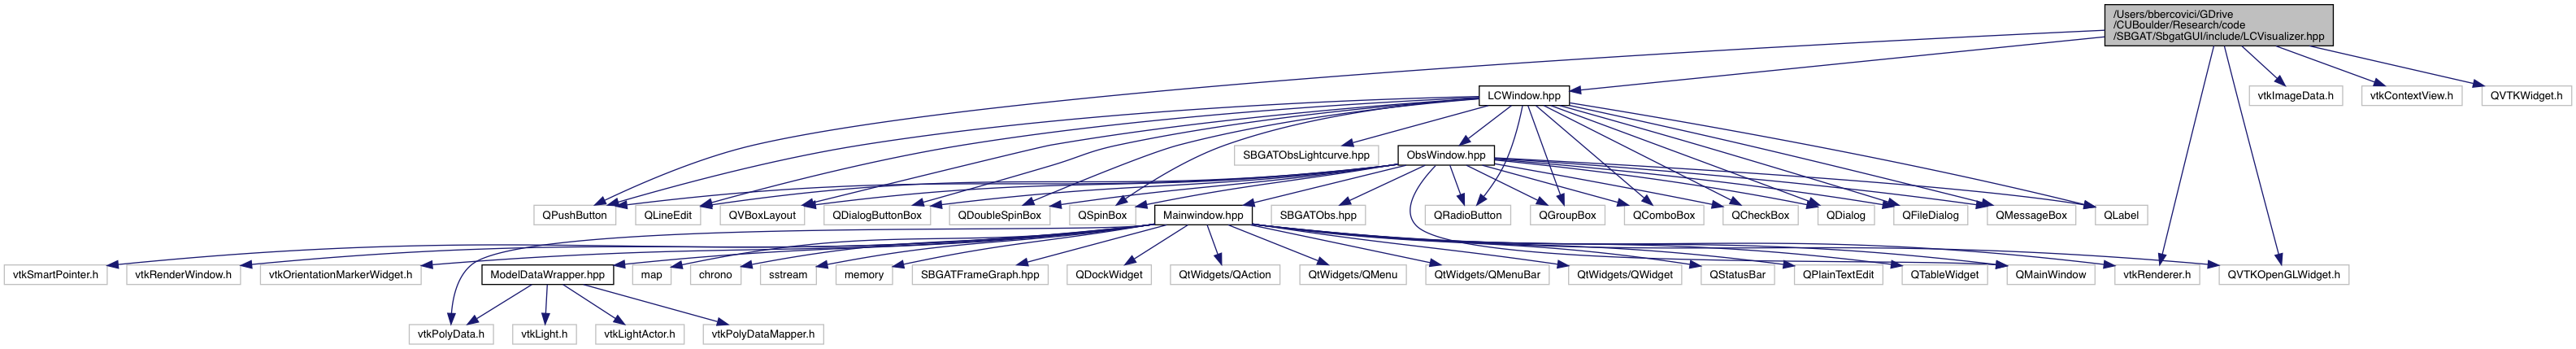 /Users/bbercovici/GDrive
/CUBoulder/Research/code
/SBGAT/SbgatGUI/include/LCVisualizer.hpp
LCWindow.hpp
vtkImageData.h
vtkContextView.h
QVTKWidget.h
SBGATObsLightcurve.hpp
ObsWindow.hpp
QPushButton
QLineEdit
QVBoxLayout
QDialogButtonBox
QDoubleSpinBox
QSpinBox
Mainwindow.hpp
SBGATObs.hpp
QRadioButton
QGroupBox
QComboBox
QCheckBox
QDialog
QFileDialog
QMessageBox
QLabel
vtkSmartPointer.h
vtkRenderWindow.h
vtkOrientationMarkerWidget.h
ModelDataWrapper.hpp
map
chrono
sstream
memory
SBGATFrameGraph.hpp
QDockWidget
QtWidgets/QAction
QtWidgets/QMenu
QtWidgets/QMenuBar
QtWidgets/QWidget
QStatusBar
QPlainTextEdit
QTableWidget
QMainWindow
vtkRenderer.h
QVTKOpenGLWidget.h
vtkPolyData.h
vtkLight.h
vtkLightActor.h
vtkPolyDataMapper.h